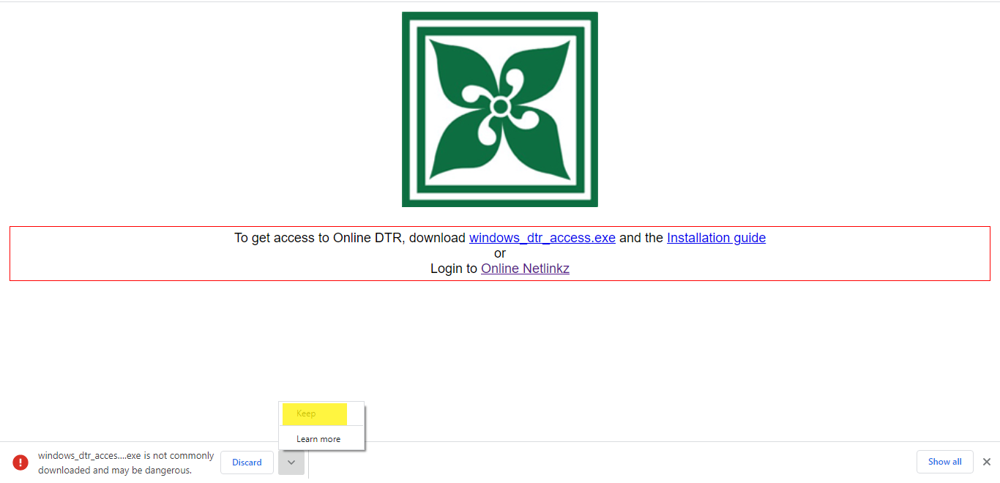 To get access to Online DTR, download windows_dtr_access.exe and the Installation guide
or
Login to Online Netlinkz
Keep
Learn more
windows_dtr_acces....exe is not commonly
downloaded and may be dangerous.
Discard
Show all